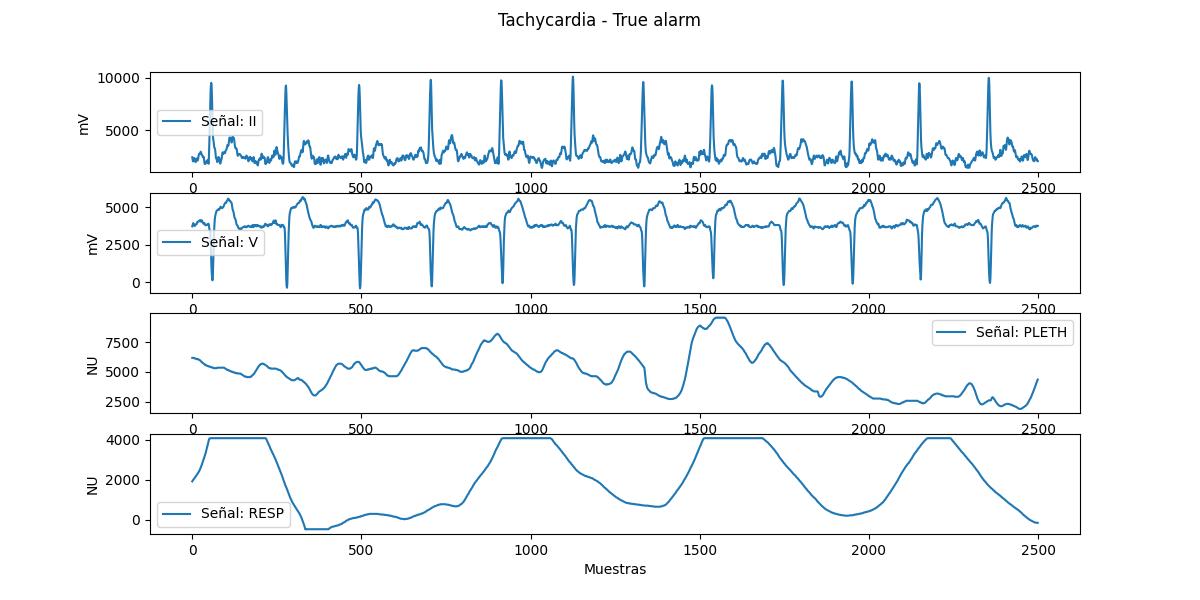 Tachycardia - True alarm
10000
5000
mV
Señal: II
0 500 1000 1500 2000 2500
5000
2500
0
mV
Señal: V
0 500 1000 1500 2000 2500
7500
5000
2500
NU
Señal: PLETH
0 500 1000 1500 2000 2500
4000
2000
0
NU
Señal: RESP
0 500 1000 1500 2000 2500
Muestras